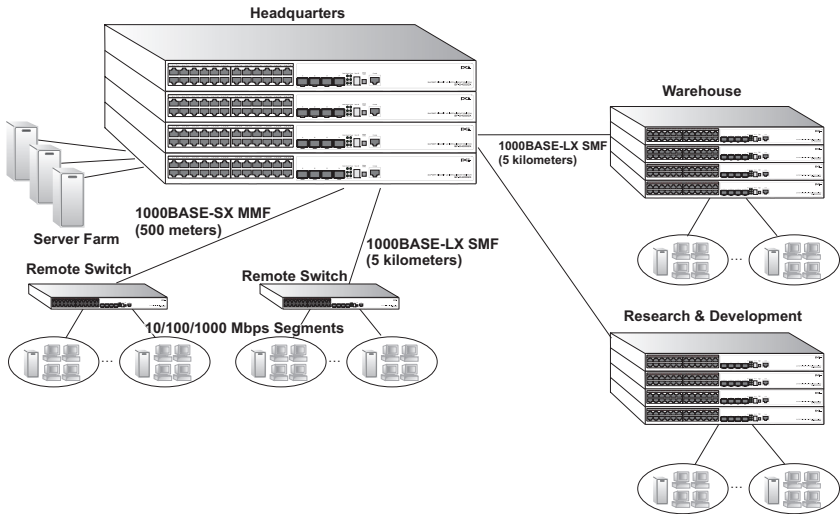 Headquarters
Warehouse
1000BASE-LX SMF
(5 kilometers)
1000BASE-SX MMF
(500 meters)
Server Farm
1000BASE-LX SMF
(5 kilometers)
Remote Switch
Remote Switch
Research & Development
10/100/1000 Mbps Segments